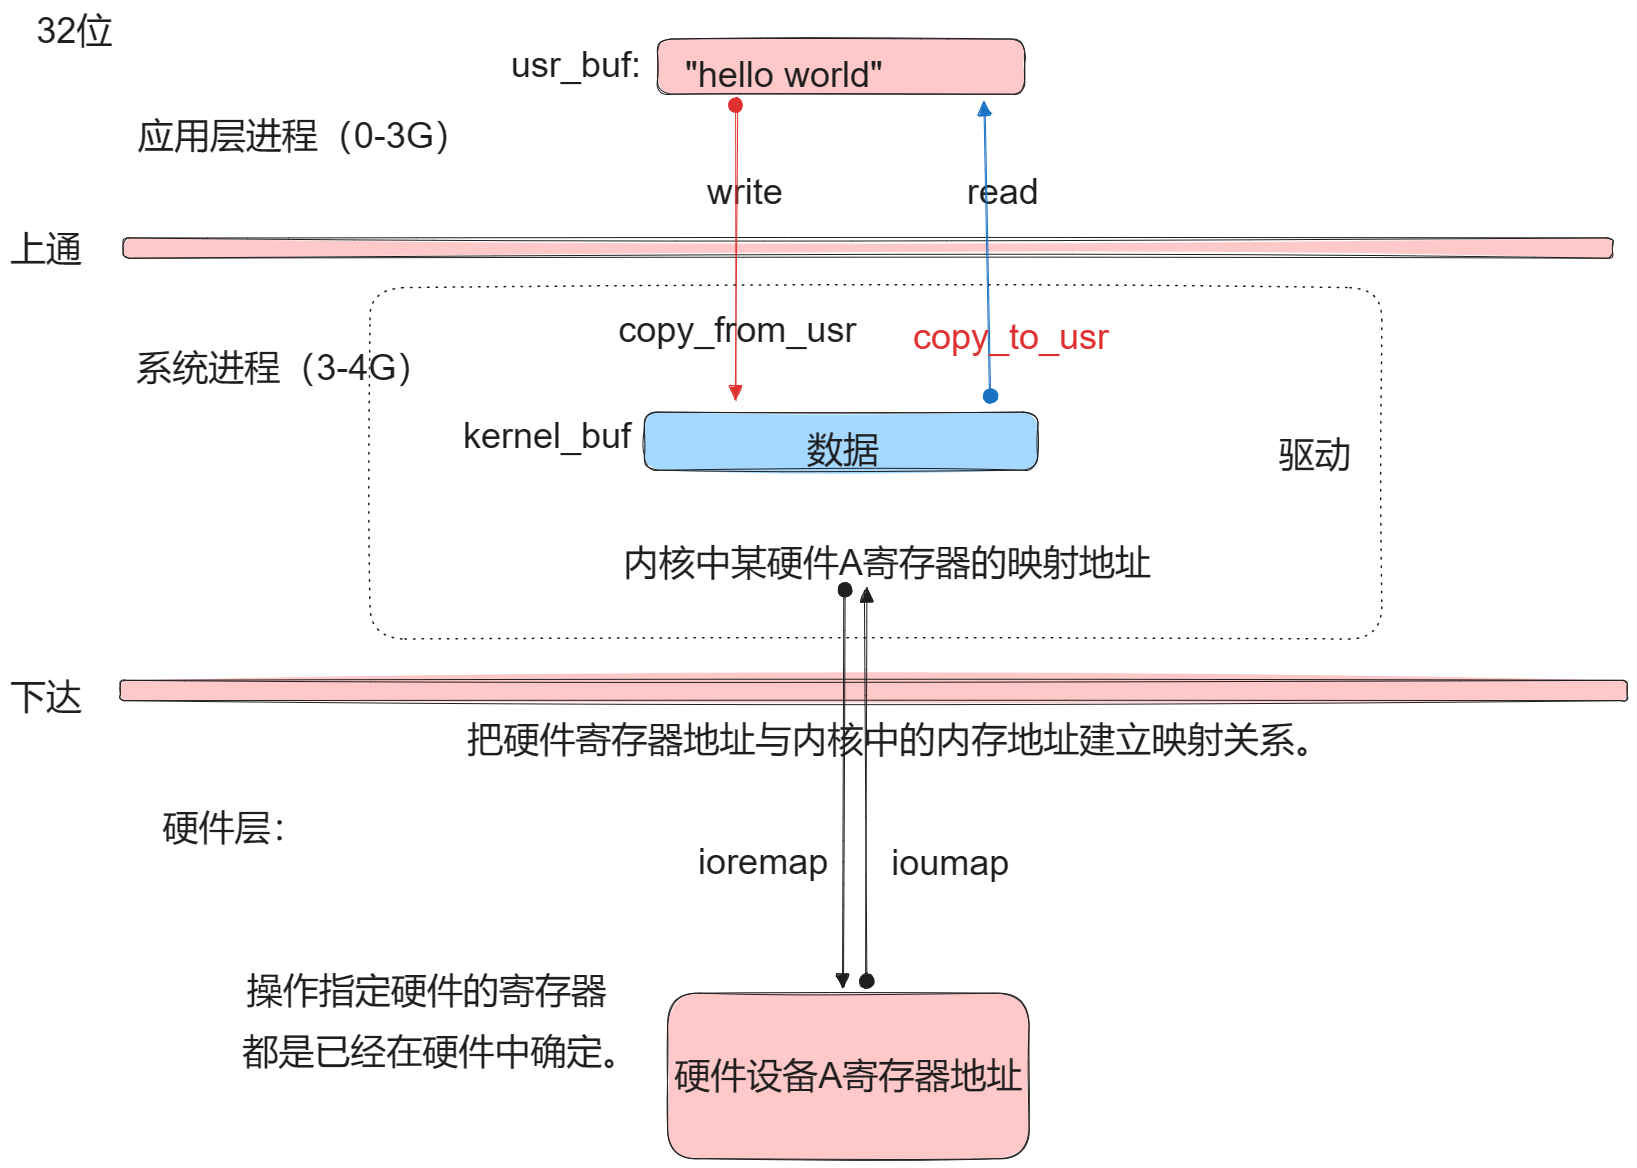 32位
usr_buf:
"hello world"
应用层进程（0-3G）
write
read
上通
copy_from_usr
copy_to_usr
系统进程（3-4G）
kernel_buf
数据
驱动
内核中某硬件A寄存器的映射地址
下达
把硬件寄存器地址与内核中的内存地址建立映射关系。
硬件层：
ioremap
ioumap
操作指定硬件的寄存器
都是已经在硬件中确定。
硬件设备A寄存器地址